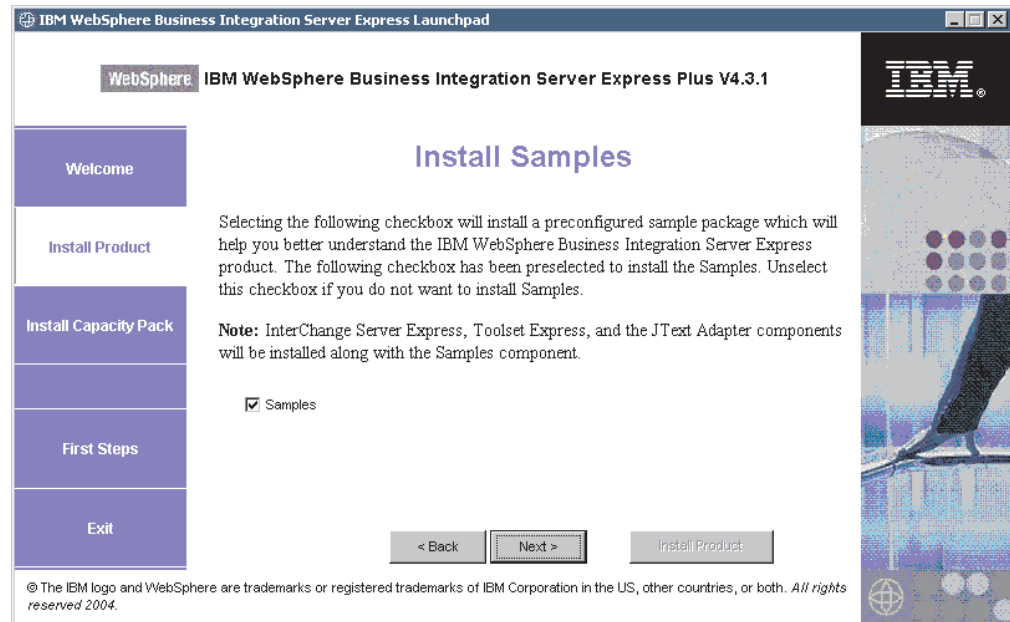 IBM WebSphere Business Integration Server Express Launchpad
WebSphere IBM WebSphere Business Integration Server Express Plus V4.3.1
IBM®
Welcome
Install Product
Install Capacity Pack
First Steps
Exit
Install Samples
Selecting the following checkbox will install a preconfigured sample package which will
help you better understand the IBM WebSphere Business Integration Server Express
product. The following checkbox has been preselected to install the Samples. Unselect
this checkbox if you do not want to install Samples.
Note: InterChange Server Express, Toolset Express, and the JText Adapter components
will be installed along with the Samples component.
Samples
< Back
Next >
Install Product
© The IBM logo and WebSphere are trademarks or registered trademarks of IBM Corporation in the US, other countries, or both. All rights
reserved 2004.